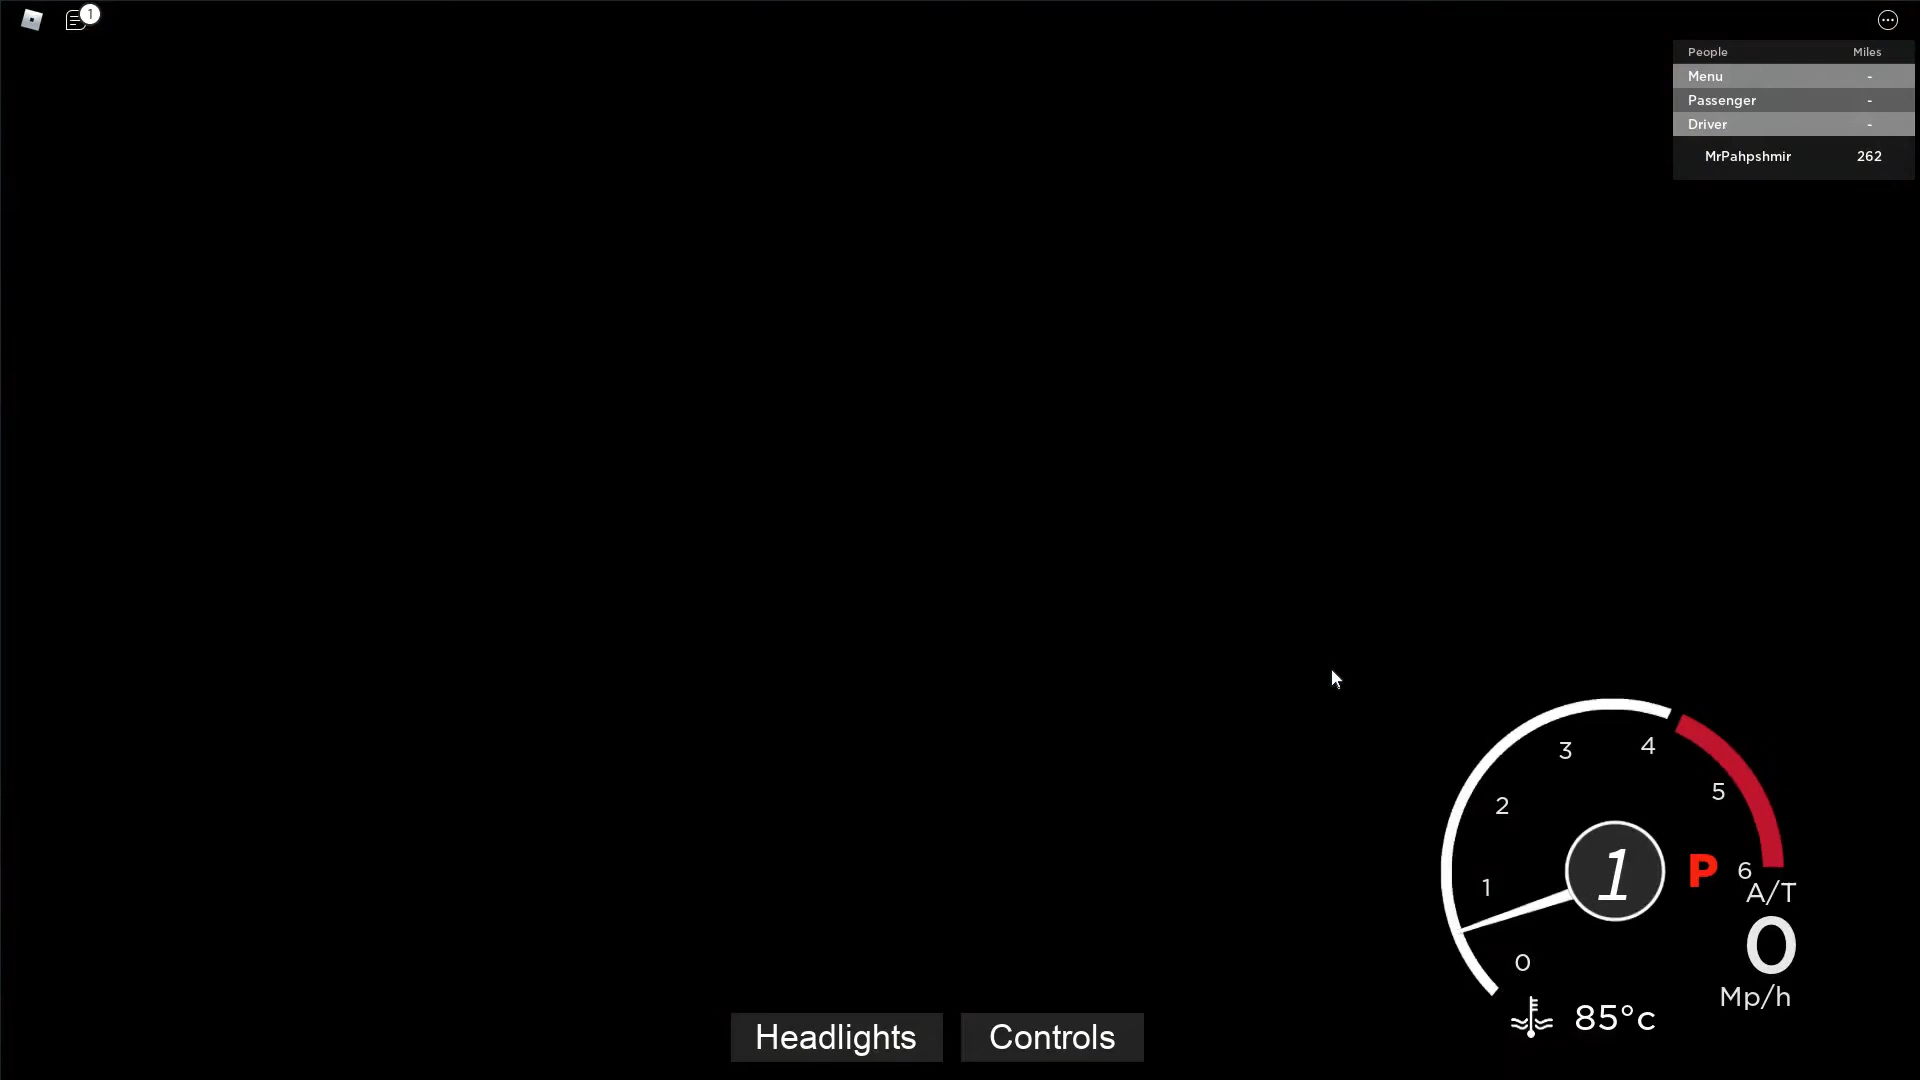 1
People Miles
Menu -
Passenger -
Driver -
MrPahpshmir 262
3 4
2 5
1 1 P 6
A/T
0
0
Mp/h
85°c
Headlights Controls